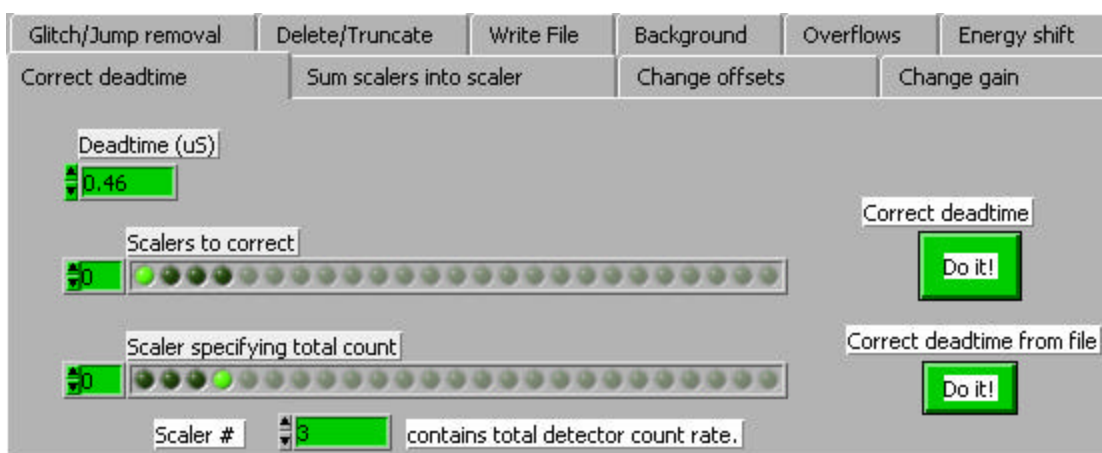 Glitch/Jump removal Delete/Truncate Write File Background Overflows Energy shift
Correct deadtime Sum scalers into scaler Change offsets Change gain
Deadtime (uS)
0.46
Correct deadtime
Scalers to correct
0 Do it!
Scaler specifying total count Correct deadtime from file
0 Do it!
Scaler # 3 contains total detector count rate.